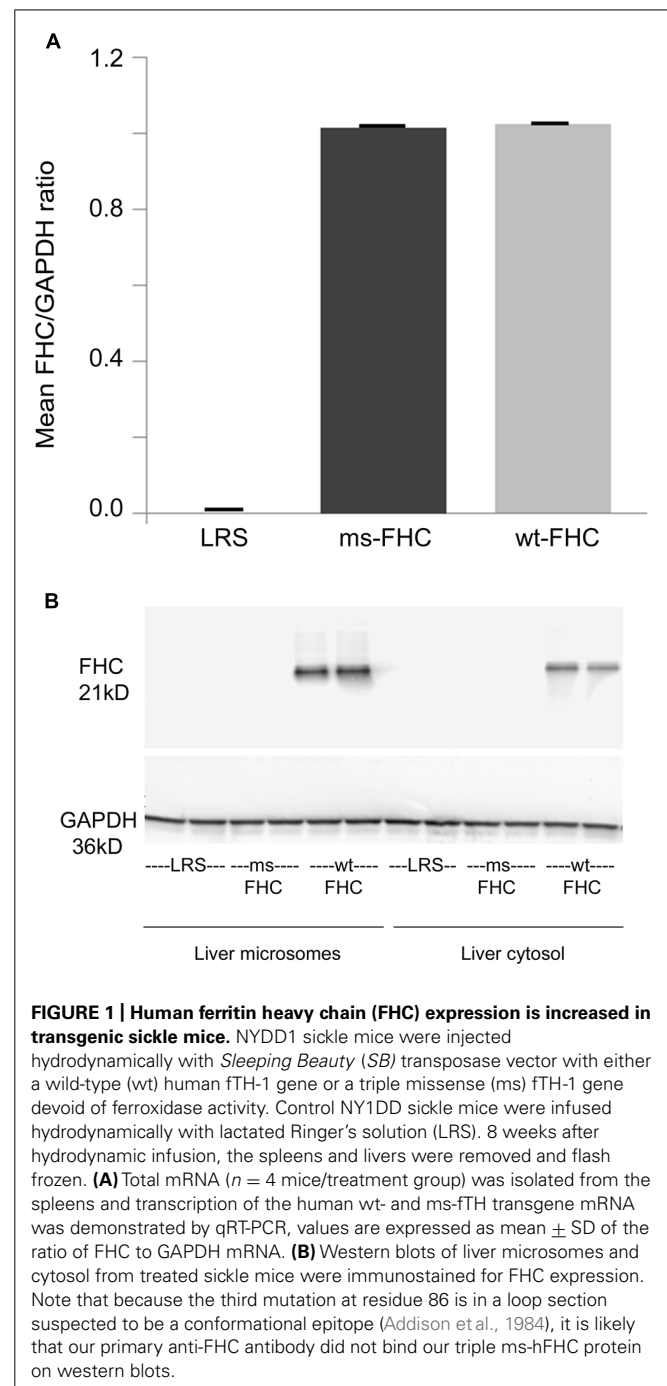 A
1.2
0.8
0.4
0.0
Mean FHC/GAPDH ratio
LRS ms-FHC wt-FHC
B
FHC
21kD
GAPDH
36kD
----LRS--- ---ms---- ----wt---- ---LRS-- ---ms---- ----wt----
FHC FHC FHC FHC
Liver microsomes Liver cytosol
FIGURE 1 | Human ferritin heavy chain (FHC) expression is increased in
transgenic sickle mice. NYDD1 sickle mice were injected
hydrodynamically with Sleeping Beauty (SB) transposase vector with either
a wild-type (wt) human fTH-1 gene or a triple missense (ms) fTH-1 gene
devoid of ferroxidase activity. Control NY1DD sickle mice were infused
hydrodynamically with lactated Ringer's solution (LRS). 8 weeks after
hydrodynamic infusion, the spleens and livers were removed and flash
frozen. (A) Total mRNA (n = 4 mice/treatment group) was isolated from the
spleens and transcription of the human wt- and ms-fTH transgene mRNA
was demonstrated by qRT-PCR, values are expressed as mean ± SD of the
ratio of FHC to GAPDH mRNA. (B) Western blots of liver microsomes and
cytosol from treated sickle mice were immunostained for FHC expression.
Note that because the third mutation at residue 86 is in a loop section
suspected to be a conformational epitope (Addison et al., 1984), it is likely
that our primary anti-FHC antibody did not bind our triple ms-hFHC protein
on western blots.